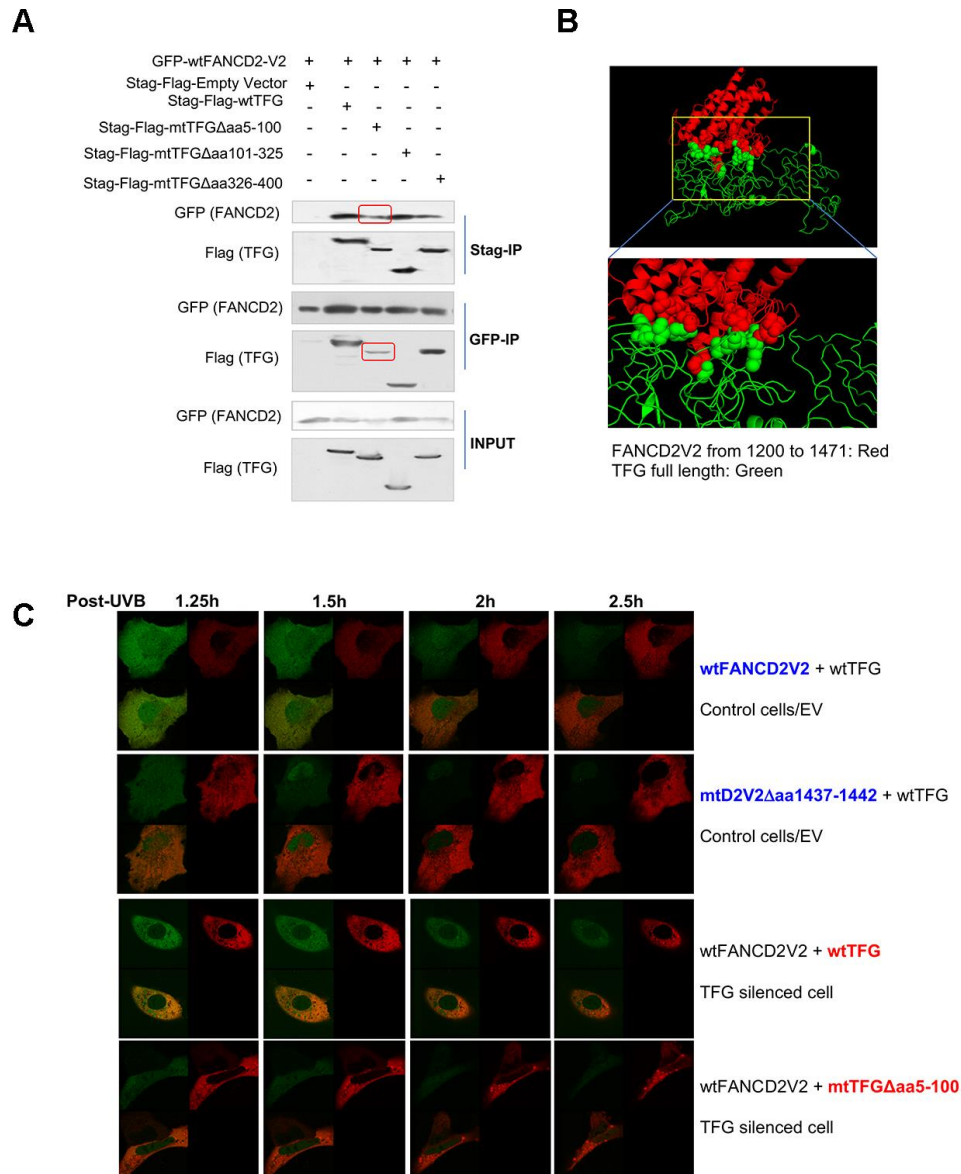 A
B
GFP-wtFANCD2-V2 + + + + +
Stag-Flag-Empty Vector + - - - -
Stag-Flag-wtTFG - + - - -
Stag-Flag-mtTFGΔaa5-100 - - + - -
Stag-Flag-mtTFGΔaa101-325 - - - + -
Stag-Flag-mtTFGΔaa326-400 - - - - +
GFP (FANCD2)
Flag (TFG)
Stag-IP
GFP (FANCD2)
Flag (TFG)
GFP-IP
GFP (FANCD2)
Flag (TFG)
INPUT
FANCD2V2 from 1200 to 1471: Red
TFG full length: Green
C
Post-UVB 1.25h 1.5h 2h 2.5h
wtFANCD2V2 + wtTFG
Control cells/EV
mtD2V2Δaa1437-1442 + wtTFG
Control cells/EV
wtFANCD2V2 + wtTFG
TFG silenced cell
wtFANCD2V2 + mtTFGΔaa5-100
TFG silenced cell